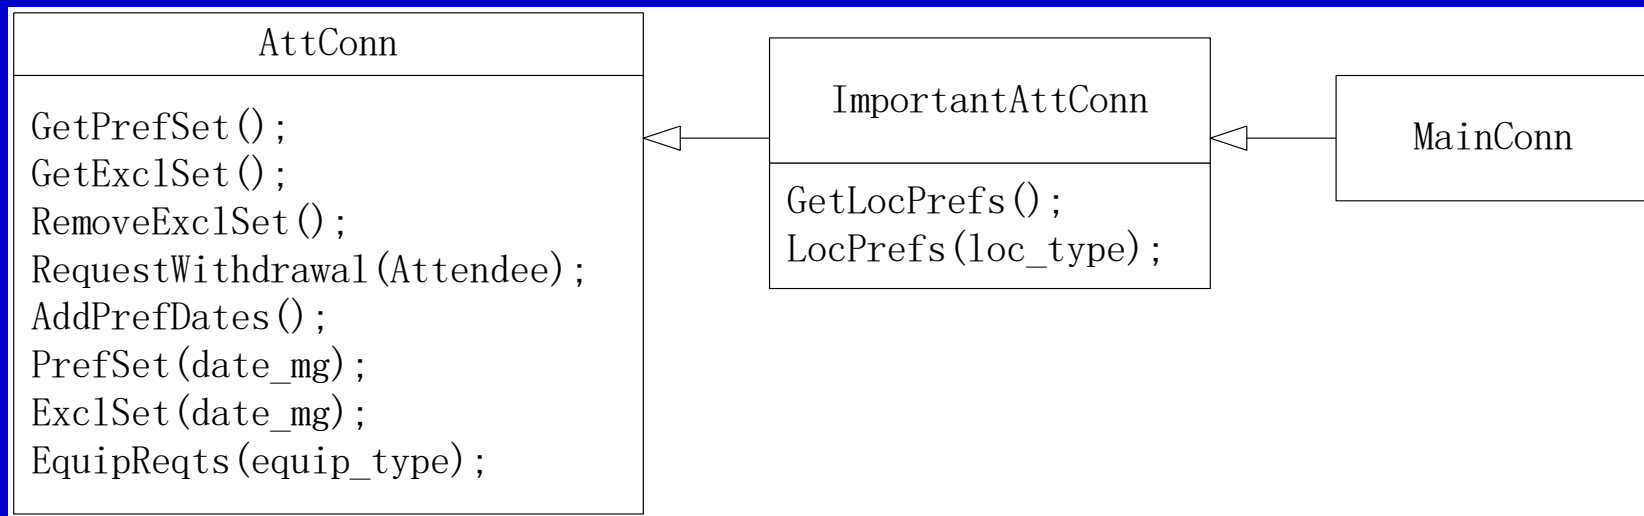 AttConn
GetPrefSet();
GetExclSet();
RemoveExclSet();
RequestWithdrawal(Attendee);
AddPrefDates();
PrefSet(date_mg);
ExclSet(date_mg);
EquipReqts(equip_type);
ImportantAttConn
GetLocPrefs();
LocPrefs(loc_type);
MainConn